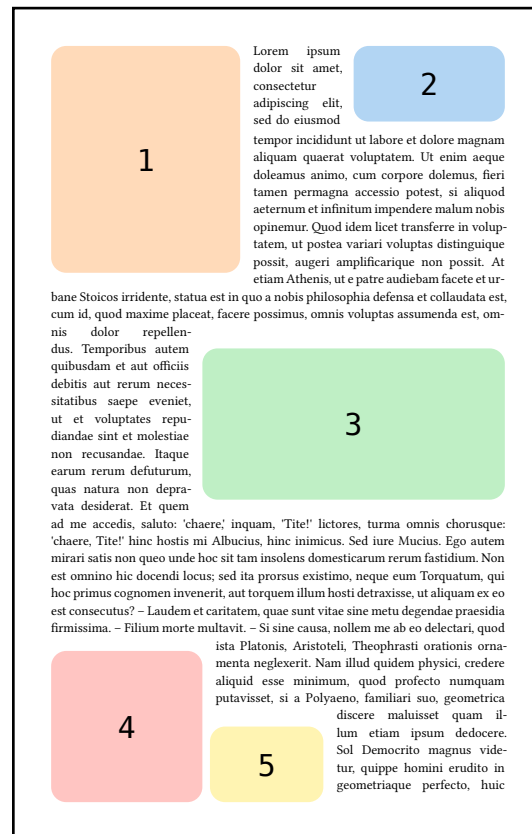 1
Lorem ipsum
dolor sit amet,
consectetur
adipiscing elit,
sed do eiusmod
2
tempor incididunt ut labore et dolore magnam
aliquam quaerat voluptatem. Ut enim aeque
doleamus animo, cum corpore dolemus, fieri
tamen permagna accessio potest, si aliquod
aeternum et infinitum impendere malum nobis
opinemur. Quod idem licet transferre in volup-
tatem, ut postea variari voluptas distinguique
possit, augeri amplificarique non possit. At
etiam Athenis, ut e patre audiebam facete et ur-
bane Stoicos irridente, statua est in quo a nobis philosophia defensa et collaudata est,
cum id, quod maxime placeat, facere possimus, omnis voluptas assumenda est, om-
nis dolor repellen-
dus. Temporibus autem
quibusdam et aut officiis
debitis aut rerum neces-
sitatibus saepe eveniet,
ut et voluptates repu-
diandae sint et molestiae
non recusandae. Itaque
earum rerum defuturum,
quas natura non depra-
vata desiderat. Et quem
3
ad me accedis, saluto: 'chaere,' inquam, 'Tite!' lictores, turma omnis chorusque:
'chaere, Tite!' hinc hostis mi Albucius, hinc inimicus. Sed iure Mucius. Ego autem
mirari satis non queo unde hoc sit tam insolens domesticarum rerum fastidium. Non
est omnino hic docendi locus; sed ita prorsus existimo, neque eum Torquatum, qui
hoc primus cognomen invenerit, aut torquem illum hosti detraxisse, ut aliquam ex eo
est consecutus? – Laudem et caritatem, quae sunt vitae sine metu degendae praesidia
firmissima. – Filium morte multavit. – Si sine causa, nollem me ab eo delectari, quod
ista Platonis, Aristoteli, Theophrasti orationis orna-
menta neglexerit. Nam illud quidem physici, credere
aliquid esse minimum, quod profecto numquam
putavisset, si a Polyaeno, familiari suo, geometrica
discere maluisset quam il-
lum etiam ipsum dedocere.
Sol Democrito magnus vide-
tur, quippe homini erudito in
geometriaque perfecto, huic
4
5